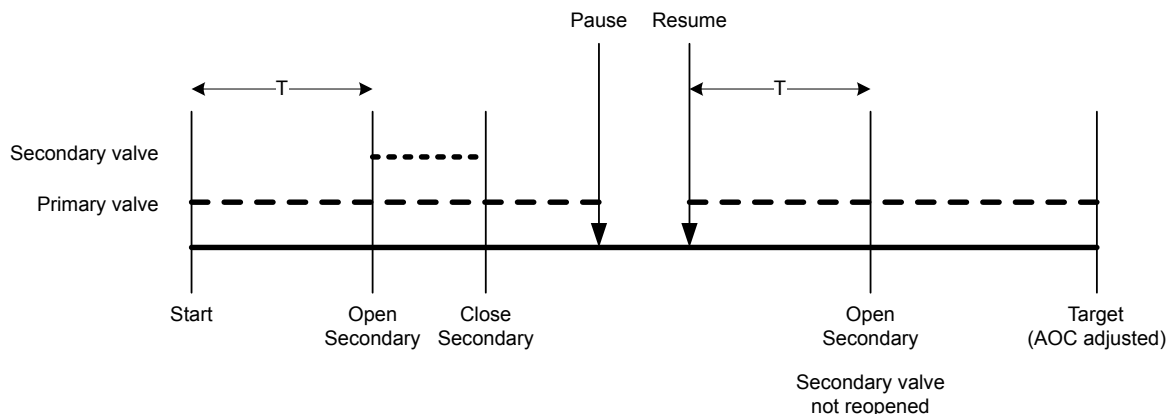 Pause
Resume
T
T
Secondary valve
Primary valve
Start
Open
Secondary
Close
Secondary
Open
Secondary
Target
(AOC adjusted)
Secondary valve
not reopened